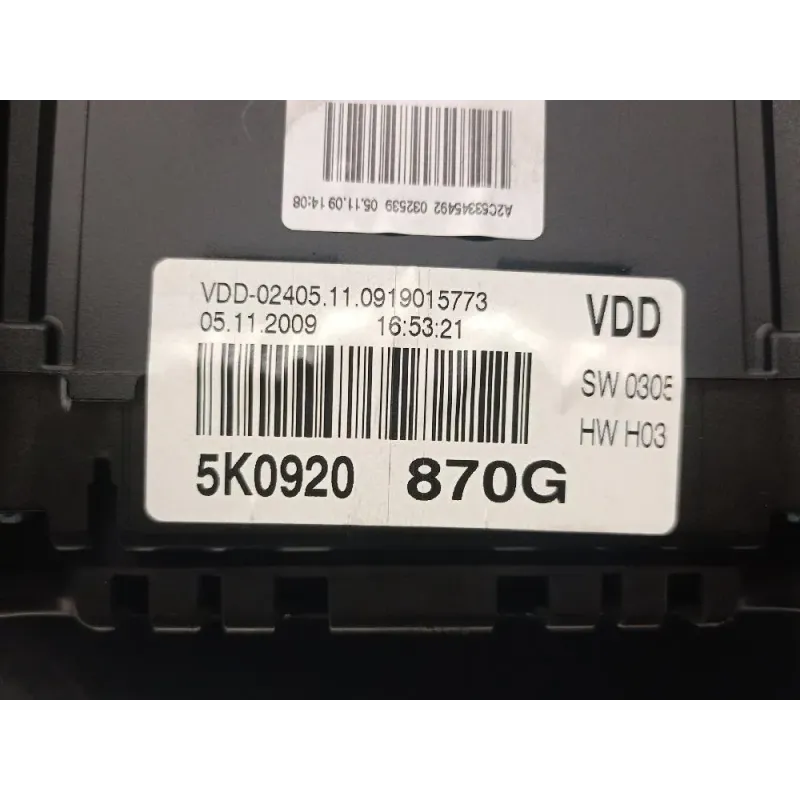 A2C53345492 032539 05.11.09 14:08
VDD-02405.11.0919015773
05.11.2009 16:53:21
VDD
SW 0305
HW H03
5K0920 870G